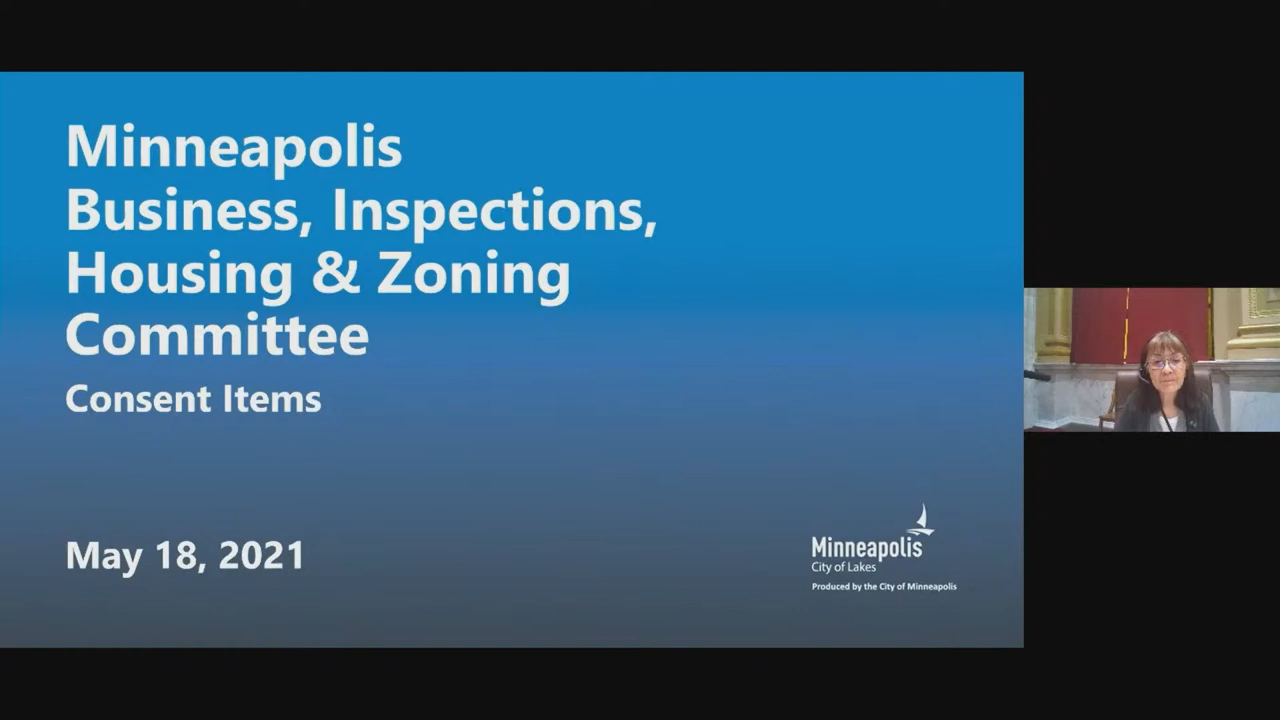 Minneapolis
Business, Inspections,
Housing & Zoning
Committee
Consent Items
May 18, 2021
Minneapolis
City of Lakes
Produced by the City of Minneapolis